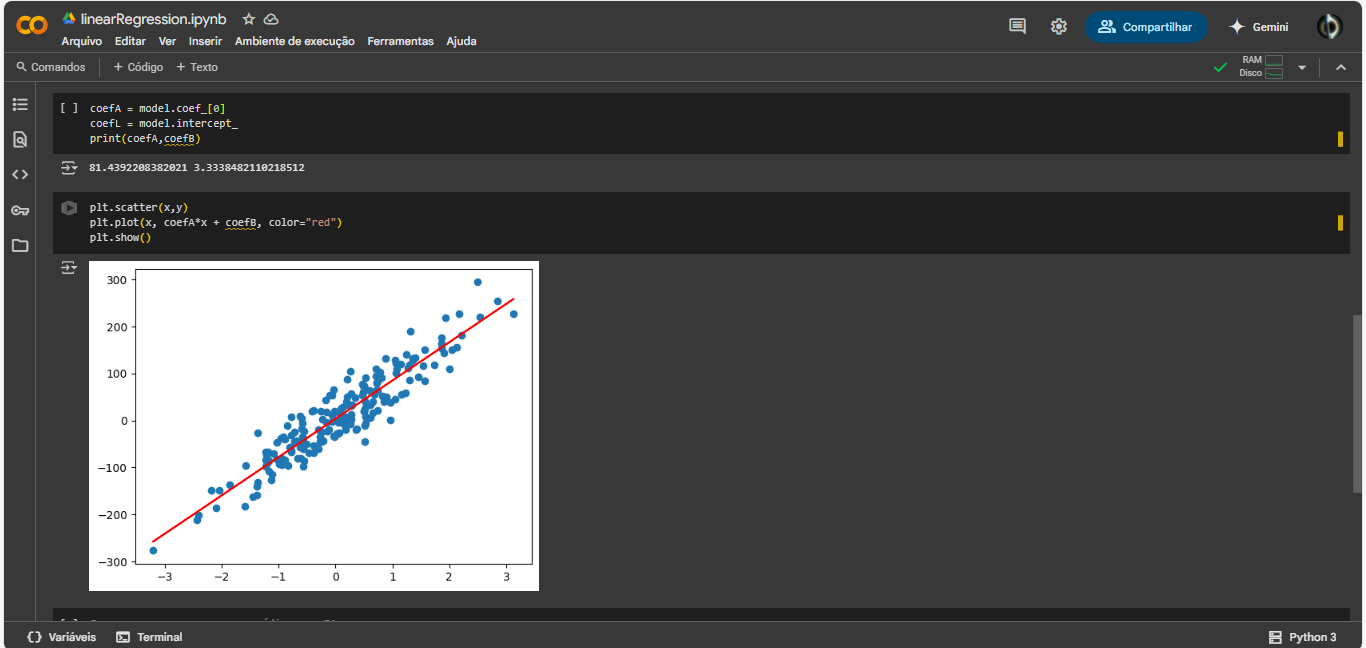 linearRegression.ipynb
Arquivo Editar Ver Inserir Ambiente de execução Ferramentas Ajuda
Compartilhar
Gemini
Comandos + Código + Texto
RAM
Disco
[ ] coefA = model.coef_[0]
coefL = model.intercept_
print(coefA,coefB)
81.4392208382021 3.3338482110218512
plt.scatter(x,y)
plt.plot(x, coefA*x + coefB, color="red")
plt.show()
300
200
100
0
−100
−200
−300
−3 −2 −1 0 1 2 3
Variáveis Terminal
Python 3